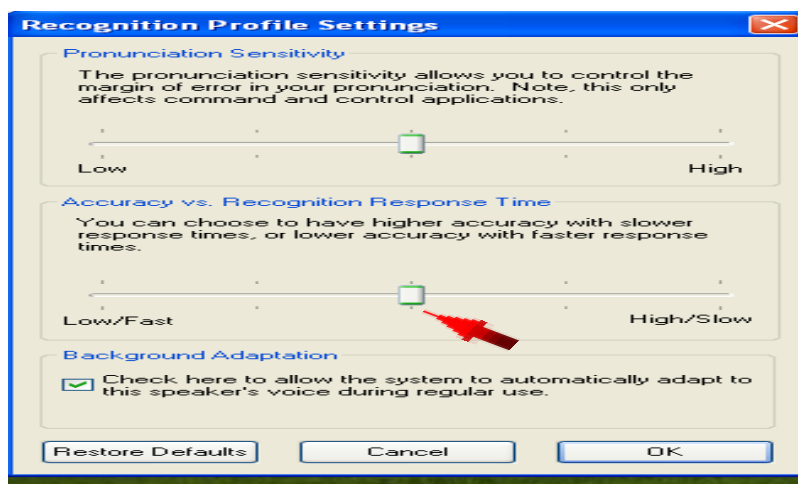 Recognition Profile Settings
Pronunciation Sensitivity
The pronunciation sensitivity allows you to control the
margin of error in your pronunciation. Note, this only
affects command and control applications.
Low High
Accuracy vs. Recognition Response Time
You can choose to have higher accuracy with slower
response times, or lower accuracy with faster response
times.
Low/Fast High/Slow
Background Adaptation
Check here to allow the system to automatically adapt to
this speaker's voice during regular use.
Restore Defaults Cancel OK